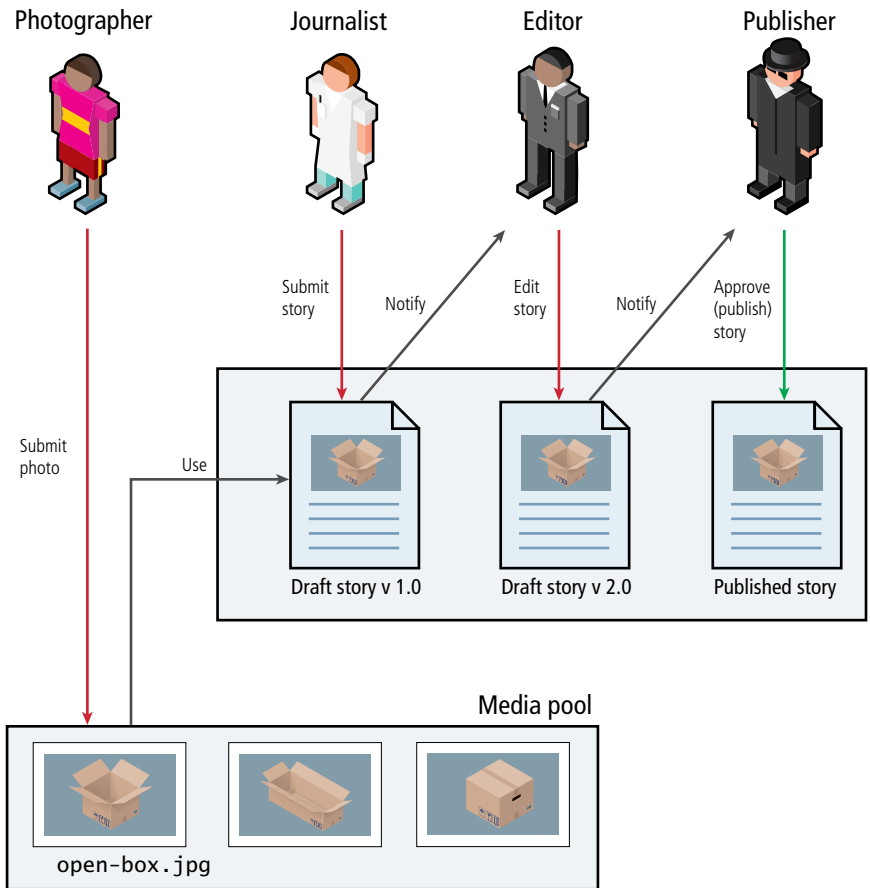 Photographer
Journalist
Editor
Publisher
Submit
story
Notify
Edit
story
Notify
Approve
(publish)
story
Submit
photo
Use
Draft story v 1.0
Draft story v 2.0
Published story
Media pool
open-box.jpg